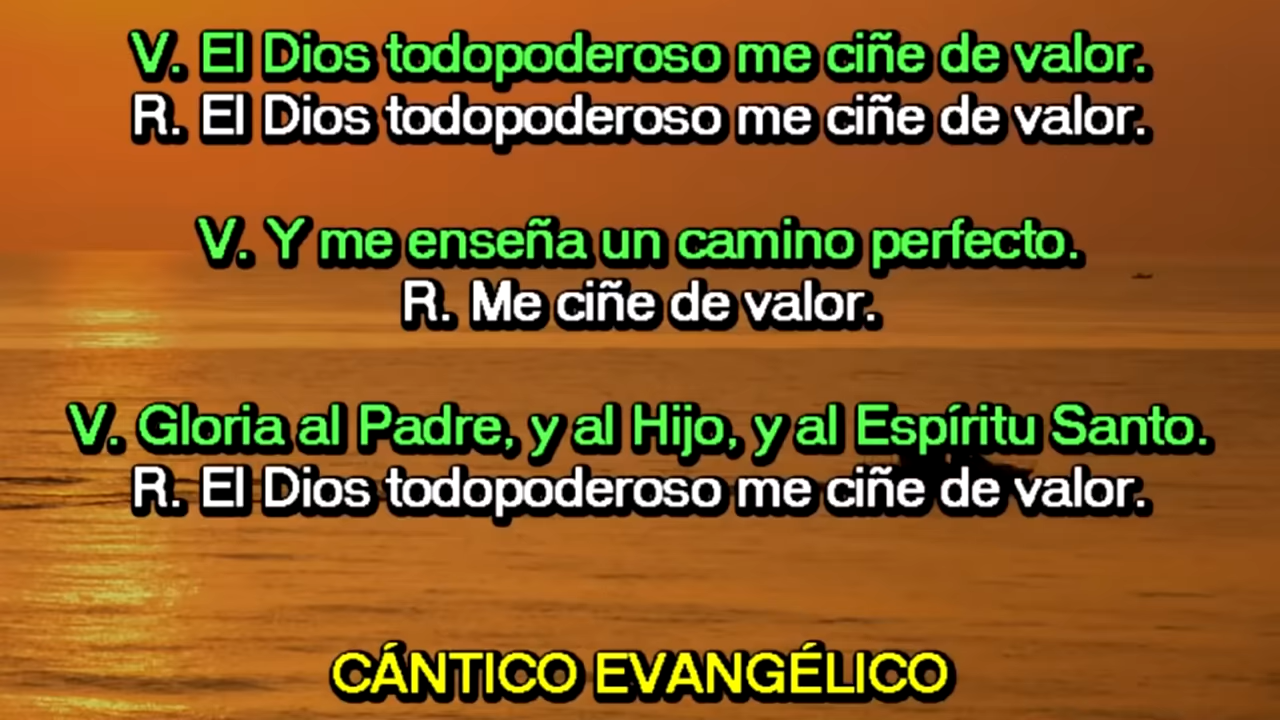 V. El Dios todopoderoso me ciñe de valor.
R. El Dios todopoderoso me ciñe de valor.
V. Y me enseña un camino perfecto.
R. Me ciñe de valor.
V. Gloria al Padre, y al Hijo, y al Espíritu Santo.
R. El Dios todopoderoso me ciñe de valor.
CÁNTICO EVANGÉLICO